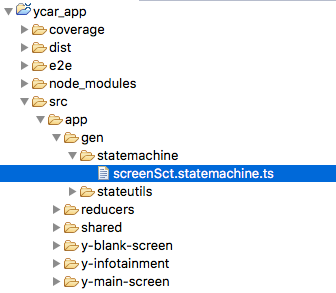 ycar_app
coverage
dist
e2e
node_modules
src
app
gen
statemachine
screenSct.statemachine.ts
stateutils
reducers
shared
y-blank-screen
y-infotainment
y-main-screen